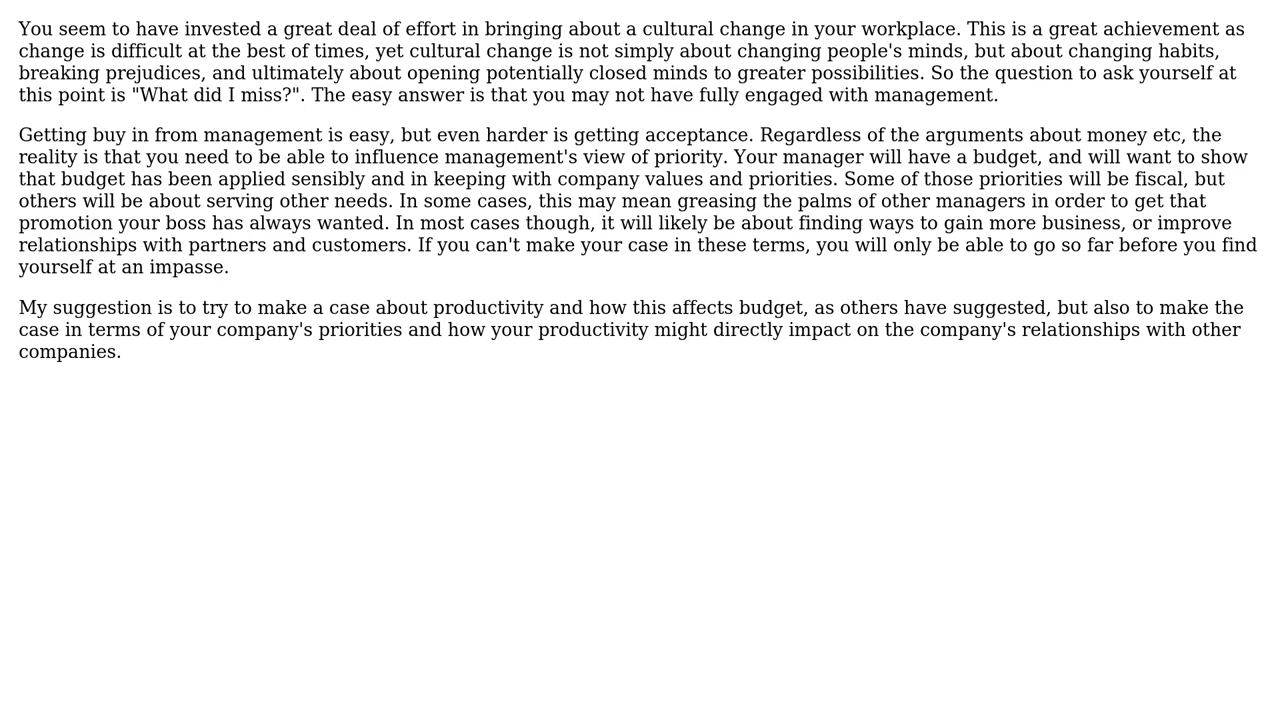 You seem to have invested a great deal of effort in bringing about a cultural change in your workplace. This is a great achievement as
change is difficult at the best of times, yet cultural change is not simply about changing people's minds, but about changing habits,
breaking prejudices, and ultimately about opening potentially closed minds to greater possibilities. So the question to ask yourself at
this point is "What did I miss?". The easy answer is that you may not have fully engaged with management.
Getting buy in from management is easy, but even harder is getting acceptance. Regardless of the arguments about money etc, the
reality is that you need to be able to influence management's view of priority. Your manager will have a budget, and will want to show
that budget has been applied sensibly and in keeping with company values and priorities. Some of those priorities will be fiscal, but
others will be about serving other needs. In some cases, this may mean greasing the palms of other managers in order to get that
promotion your boss has always wanted. In most cases though, it will likely be about finding ways to gain more business, or improve
relationships with partners and customers. If you can't make your case in these terms, you will only be able to go so far before you find
yourself at an impasse.
My suggestion is to try to make a case about productivity and how this affects budget, as others have suggested, but also to make the
case in terms of your company's priorities and how your productivity might directly impact on the company's relationships with other
companies.